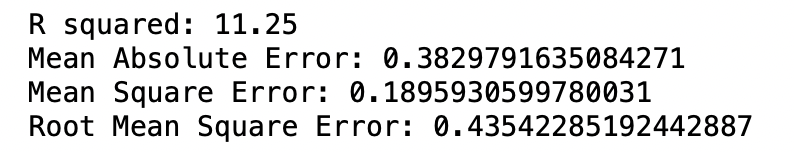 R squared: 11.25
Mean Absolute Error: 0.3829791635084271
Mean Square Error: 0.1895930599780031
Root Mean Square Error: 0.43542285192442887